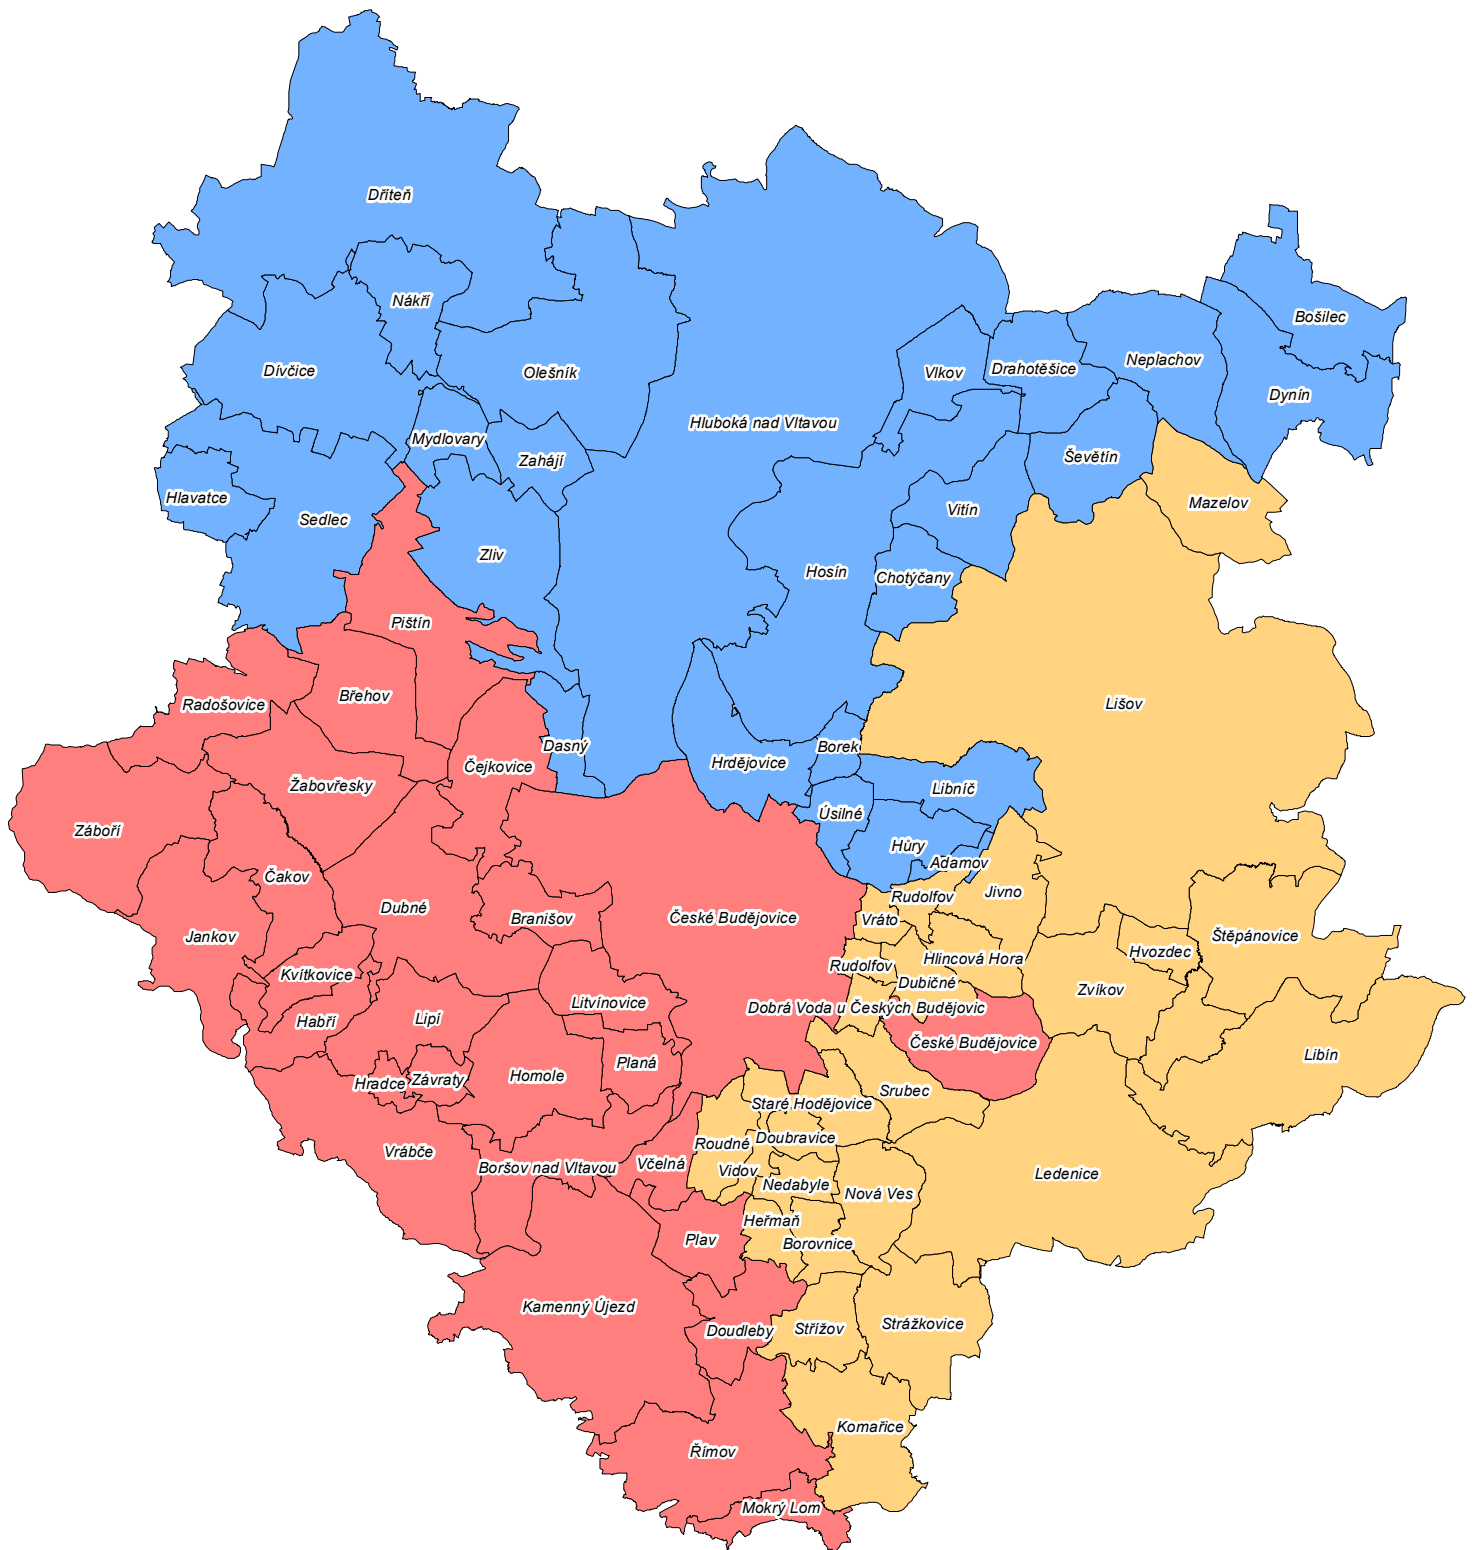 Dříteň
Nákří
Bošilec
Neplachov
Drahotěšice
Dívčice
Olešník
Vlkov
Dynín
Hluboká nad Vltavou
Mydlovary
Zahájí
Ševětín
Hlavatce
Mazelov
Vitín
Sedlec
Zliv
Hosín
Chotýčany
Pištín
Břehov
Radošovice
Lišov
Dasný
Borek
Hrdějovice
Čejkovice
Žabovřesky
Libníč
Úsilné
Záboří
Hůry
Adamov
Čakov
Jivno
Rudolfov
Dubné
Branišov
České Budějovice
Vráto
Jankov
Štěpánovice
Hvozdec
Hlincová Hora
Rudolfov
Kvítkovice
Dubičné
Zvíkov
Litvínovice
Dobrá Voda u Českých Budějovic
Habří
Lipí
České Budějovice
Libín
Planá
Homole
Hradce
Závraty
Srubec
Staré Hodějovice
Doubravice
Roudné
Vrábče
Včelná
Boršov nad Vltavou
Vidov
Ledenice
Nedabyle
Nová Ves
Heřmaň
Plav
Borovnice
Kamenný Újezd
Strážkovice
Doudleby
Střížov
Komařice
Římov
Mokrý Lom